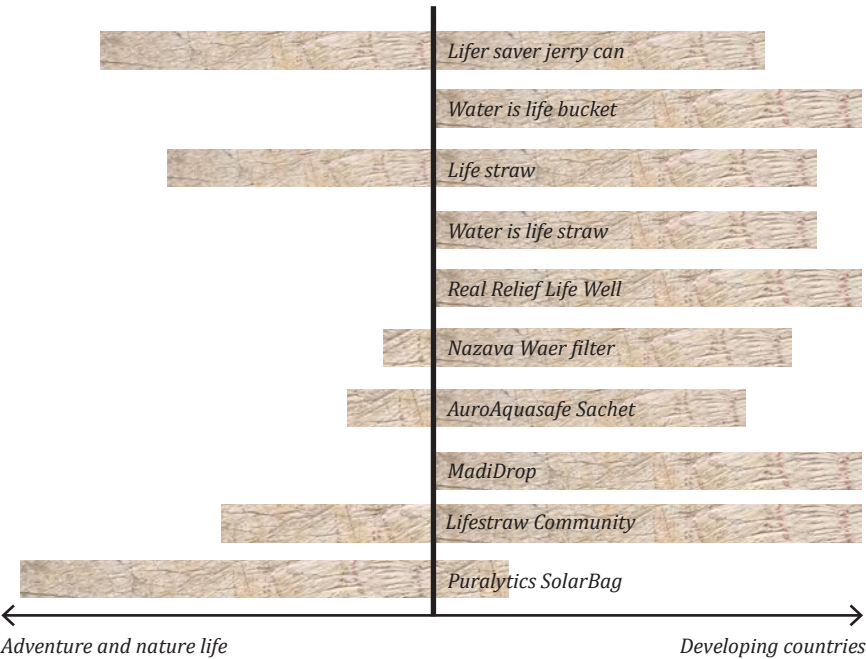 Lifer saver jerry can
Water is life bucket
Life straw
Water is life straw
Real Relief Life Well
Nazava Waer filter
AuroAquasafe Sachet
MadiDrop
Lifestraw Community
Puralytics SolarBag
Adventure and nature life
Developing countries